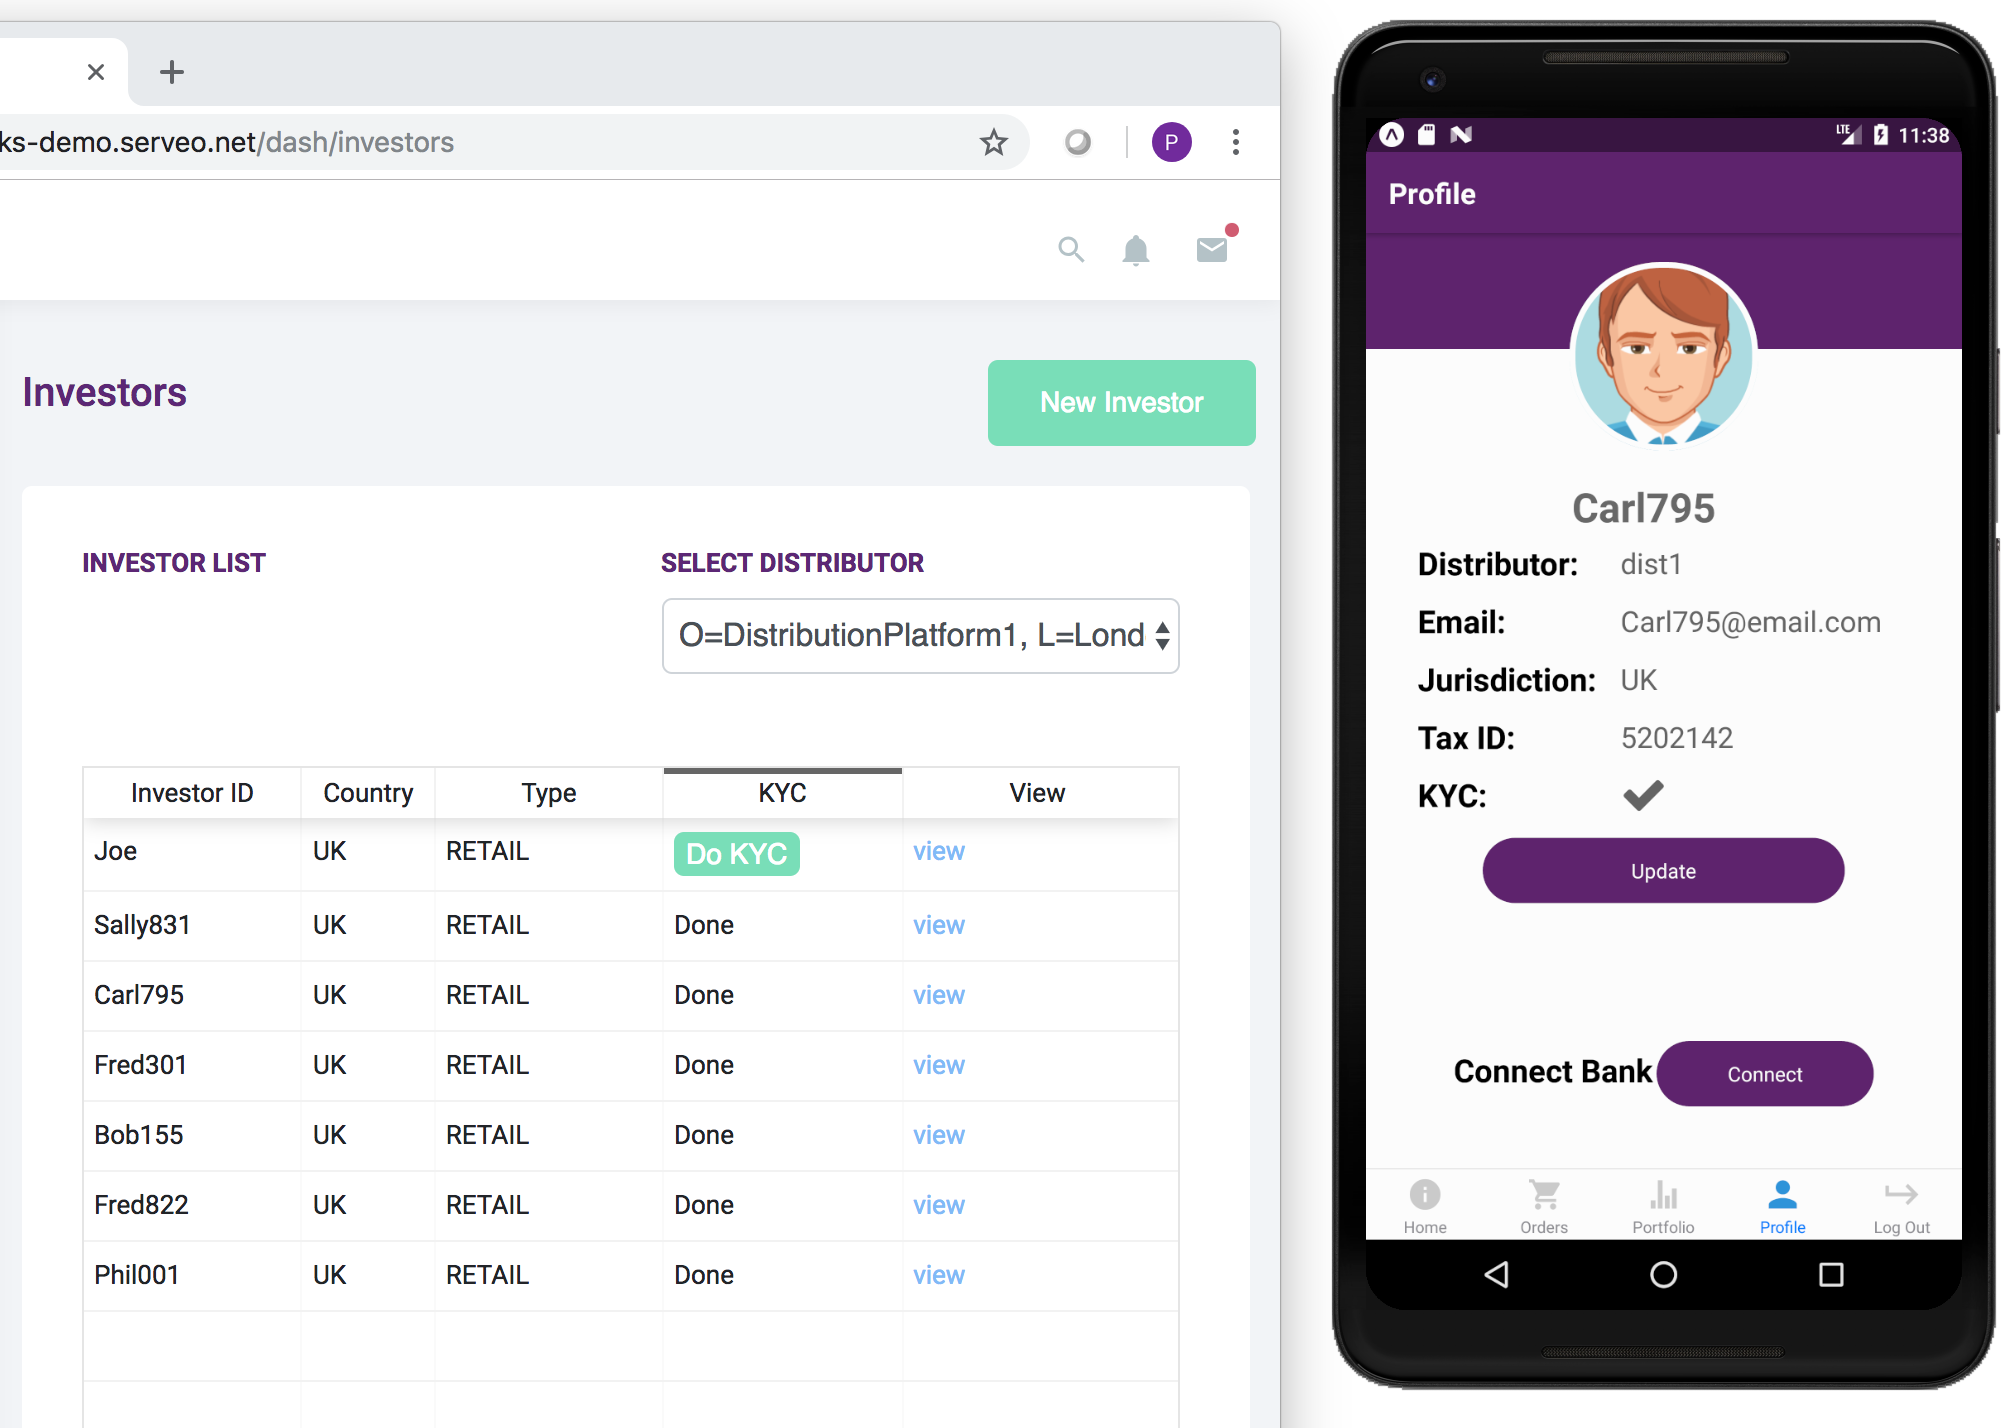 ks-demo.serveo.net/dash/investors
P
Investors
New Investor
INVESTOR LIST
SELECT DISTRIBUTOR
O=DistributionPlatform1, L=Lond
Investor ID Country Type KYC View
Joe UK RETAIL Do KYC view
Sally831 UK RETAIL Done view
Carl795 UK RETAIL Done view
Fred301 UK RETAIL Done view
Bob155 UK RETAIL Done view
Fred822 UK RETAIL Done view
Phil001 UK RETAIL Done view
LTE 11:38
Profile
Carl795
Distributor: dist1
Email: Carl795@email.com
Jurisdiction: UK
Tax ID: 5202142
KYC:
Update
Connect Bank Connect
Home Orders Portfolio Profile Log Out